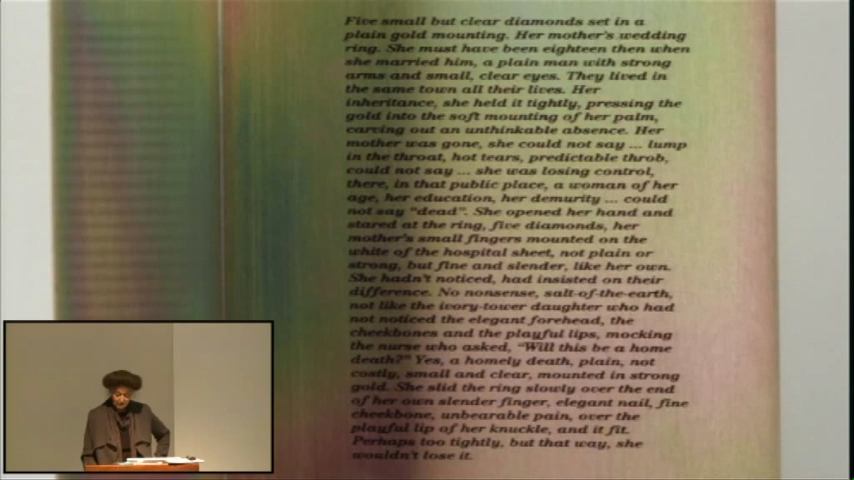 Five small but clear diamonds set in a
plain gold mounting. Her mother's wedding
ring. She must have been eighteen then when
she married him, a plain man with strong
arms and small, clear eyes. They lived in
the same town all their lives. Her
inheritance, she held it tightly, pressing the
gold into the soft mounting of her palm,
carving out an unthinkable absence. Her
mother was gone, she could not say ... lump
in the throat, hot tears, predictable throb,
could not say ... she was losing control,
there, in that public place, a woman of her
age, her education, her demurity ... could
not say "dead". She opened her hand and
stared at the ring, five diamonds, her
mother's small fingers mounted on the
white of the hospital sheet, not plain or
strong, but fine and slender, like her own.
She hadn't noticed, had insisted on their
difference. No nonsense, salt-of-the-earth,
not like the ivory-tower daughter who had
not noticed the elegant forehead, the
cheekbones and the playful lips, mocking
the nurse who asked, "Will this be a home
death?" Yes, a homely death, plain, not
costly, small and clear, mounted in strong
gold. She slid the ring slowly over the end
of her own slender finger, elegant nail, fine
cheekbone, unbearable pain, over the
playful lip of her knuckle, and it fit.
Perhaps too tightly, but that way, she
wouldn't lose it.